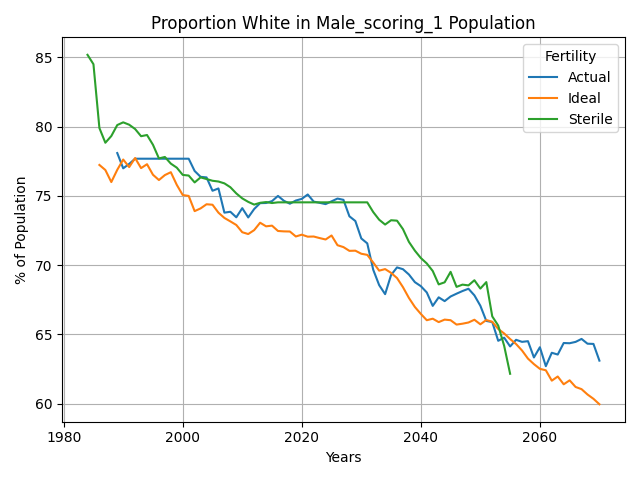 Proportion White in Male_scoring_1 Population
Fertility
Actual
Ideal
Sterile
% of Population
85
80
75
70
65
60
1980
2000
2020
2040
2060
Years